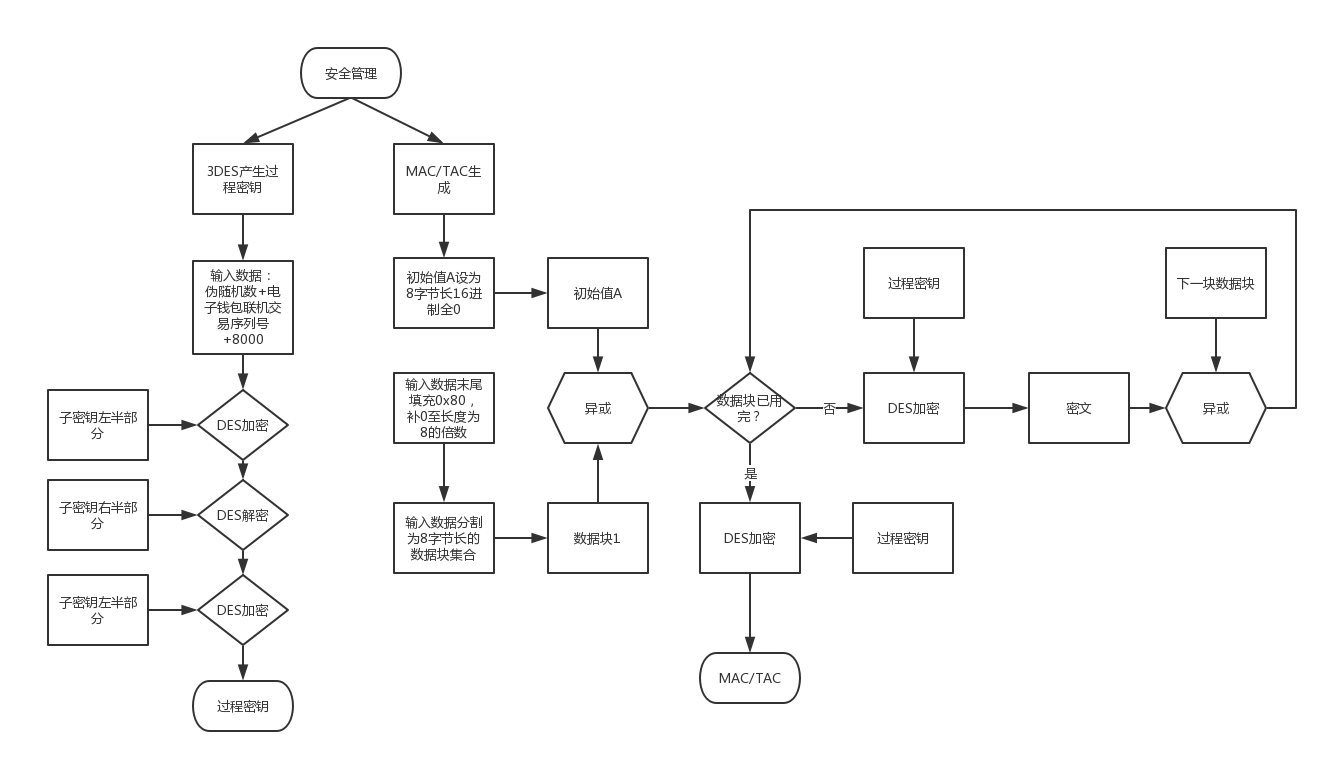 安全管理
3DES产生过
程密钥
MAC/TAC生
成
输入数据：
伪随机数+电
子钱包联机交
易序列号
+8000
初始值A设为
8字节长16进
制全0
初始值A
过程密钥
下一块数据块
子密钥左半部
分
DES加密
输入数据末尾
填充0x80，
补0至长度为
8的倍数
异或
数据块已用
完？
否
DES加密
密文
异或
是
子密钥右半部
分
DES解密
输入数据分割
为8字节长的
数据块集合
数据块1
DES加密
过程密钥
子密钥左半部
分
DES加密
过程密钥
MAC/TAC